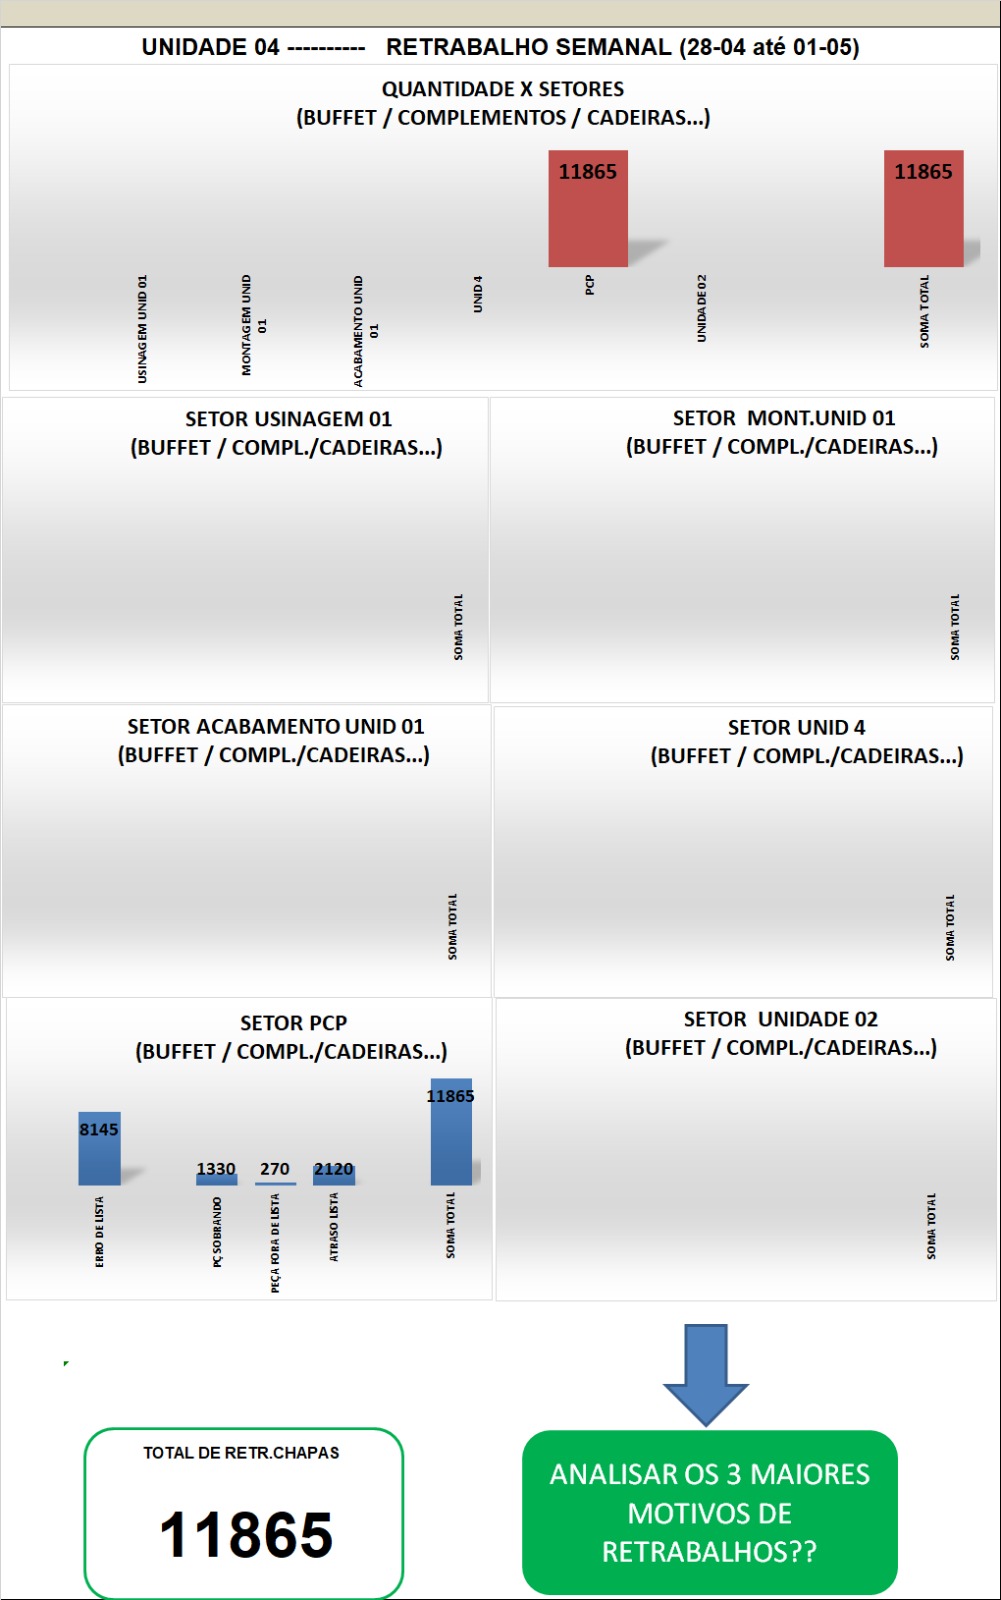 UNIDADE 04 ---------- RETRABALHO SEMANAL (28-04 até 01-05)
QUANTIDADE X SETORES
(BUFFET / COMPLEMENTOS / CADEIRAS...)
11865
11865
USINAGEM UNID 01
MONTAGEM UNID
01
ACABAMENTO UNID
01
UNID 4
PCP
UNIDADE 02
SOMA TOTAL
SETOR USINAGEM 01
(BUFFET / COMPL./CADEIRAS...)
SOMA TOTAL
SETOR MONT.UNID 01
(BUFFET / COMPL./CADEIRAS...)
SOMA TOTAL
SETOR ACABAMENTO UNID 01
(BUFFET / COMPL./CADEIRAS...)
SOMA TOTAL
SETOR UNID 4
(BUFFET / COMPL./CADEIRAS...)
SOMA TOTAL
SETOR PCP
(BUFFET / COMPL./CADEIRAS...)
8145
1330
270
2120
11865
ERRO DE LISTA
PÇ SOBRANDO
PEÇA FORA DE LISTA
ATRASO LISTA
SOMA TOTAL
SETOR UNIDADE 02
(BUFFET / COMPL./CADEIRAS...)
SOMA TOTAL
TOTAL DE RETR.CHAPAS
11865
ANALISAR OS 3 MAIORES
MOTIVOS DE
RETRABALHOS??